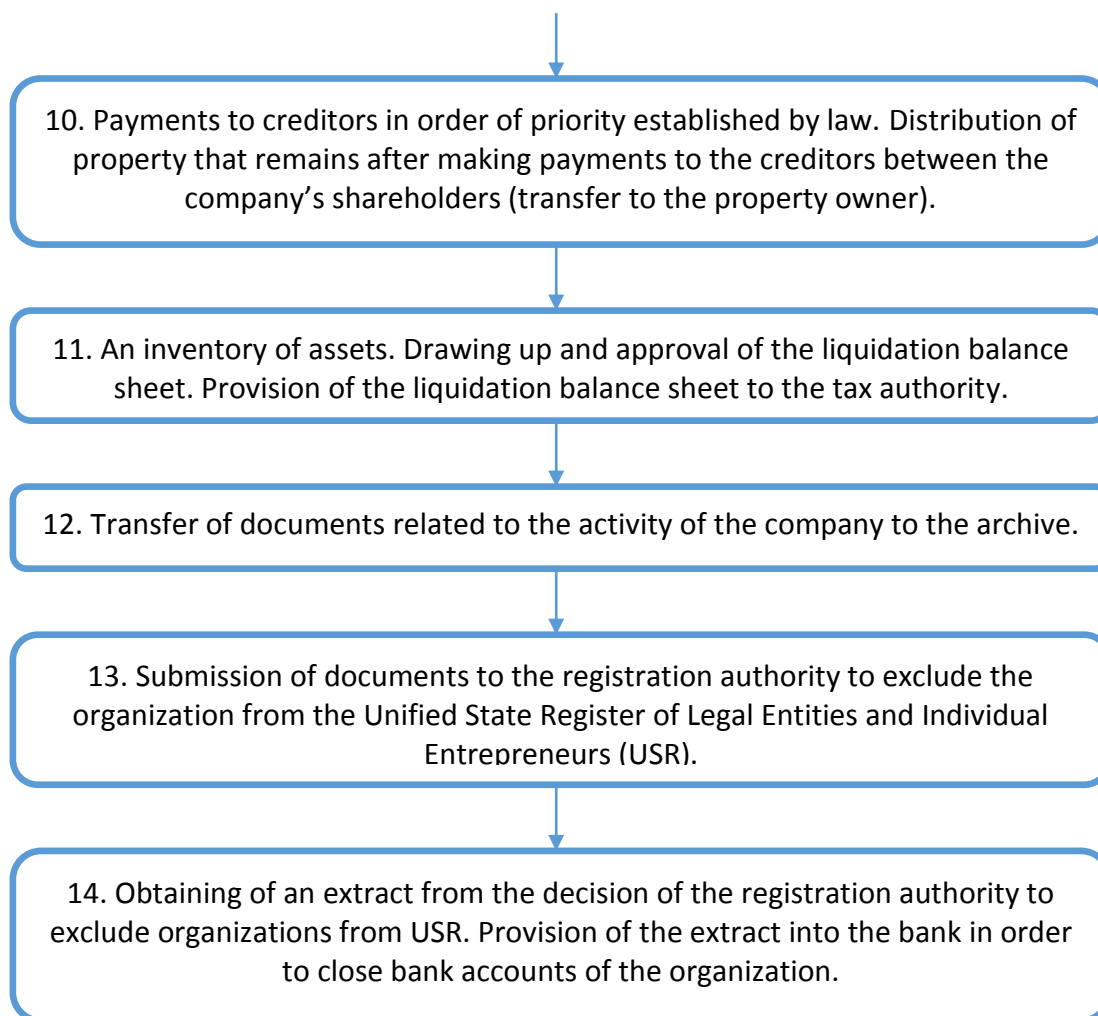 10. Payments to creditors in order of priority established by law. Distribution of
property that remains after making payments to the creditors between the
company’s shareholders (transfer to the property owner).
11. An inventory of assets. Drawing up and approval of the liquidation balance
sheet. Provision of the liquidation balance sheet to the tax authority.
12. Transfer of documents related to the activity of the company to the archive.
13. Submission of documents to the registration authority to exclude the
organization from the Unified State Register of Legal Entities and Individual
Entrepreneurs (USR).
14. Obtaining of an extract from the decision of the registration authority to
exclude organizations from USR. Provision of the extract into the bank in order
to close bank accounts of the organization.